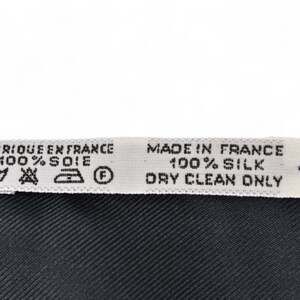 RIQUE EN FRANCE
100% SOIE
F
MADE IN FRANCE
100% SILK
DRY CLEAN ONLY